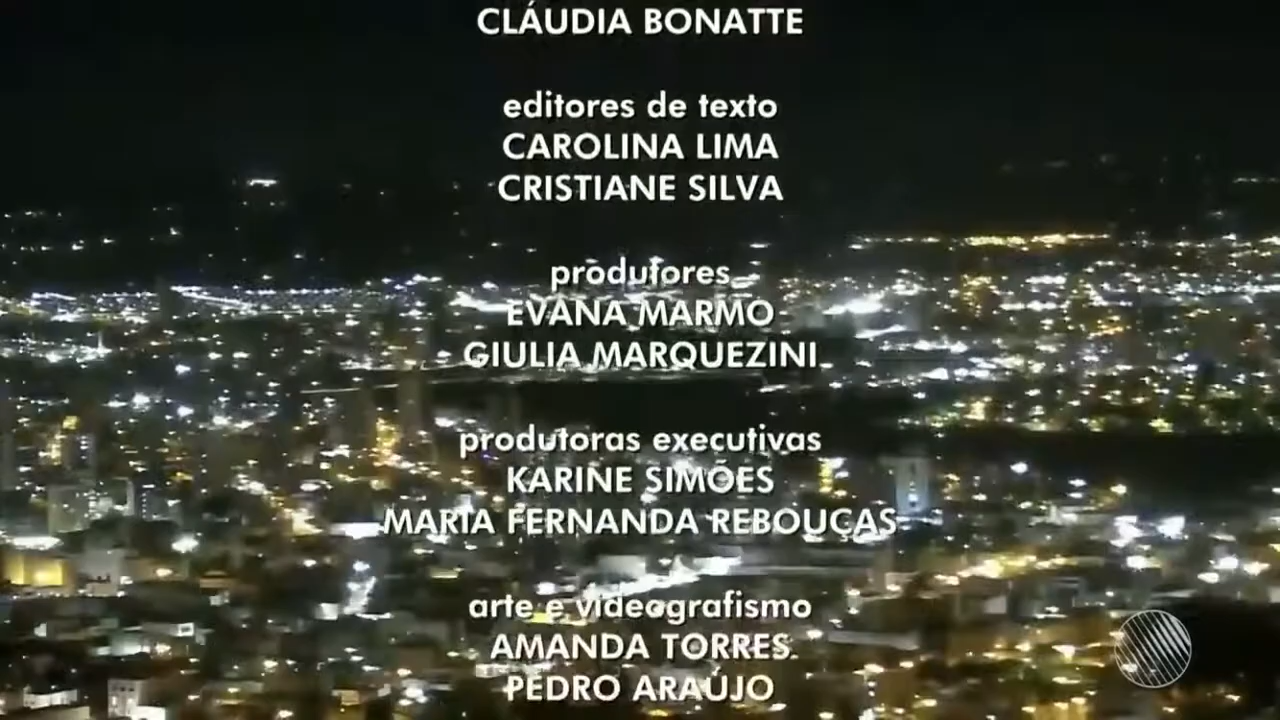 CLÁUDIA BONATTE
editores de texto
CAROLINA LIMA
CRISTIANE SILVA
produtores
EVANA MARMO
GIULIA MARQUEZINI
produtoras executivas
KARINE SIMÕES
MARIA FERNANDA REBOUÇAS
arte e videografismo
AMANDA TORRES
PEDRO ARAÚJO